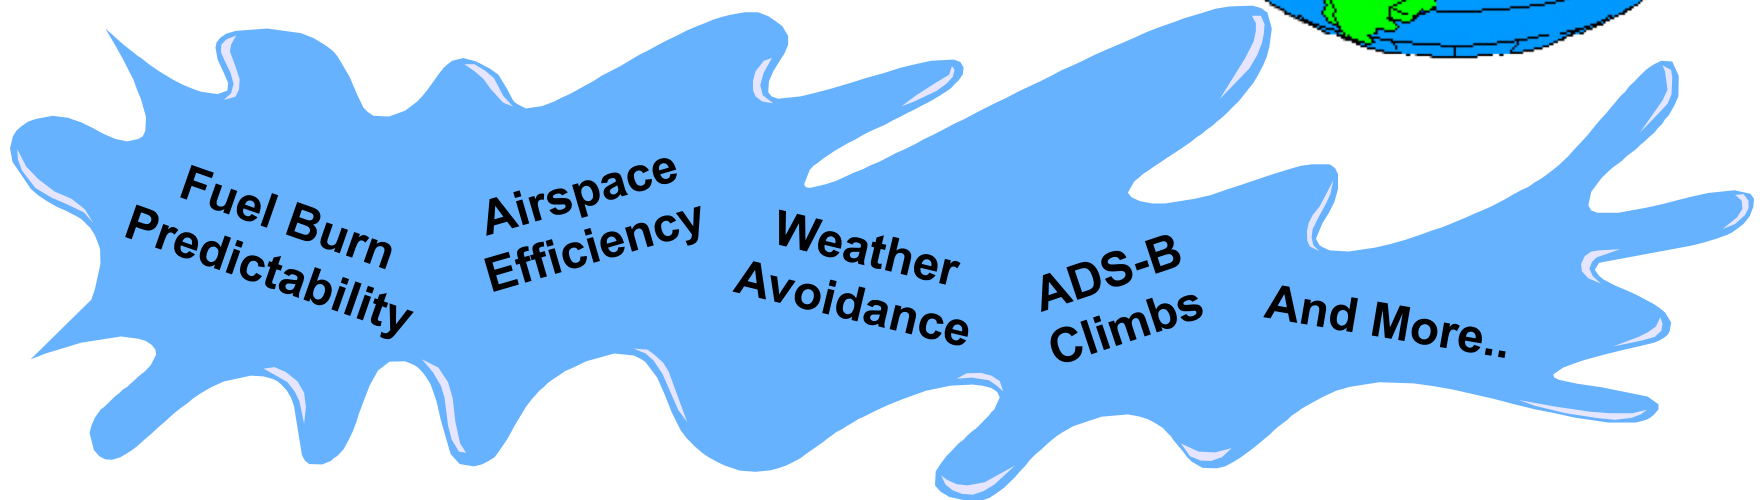 Fuel Burn
Predictability
Airspace
Efficiency
Weather
Avoidance
ADS-B
Climbs
And More..